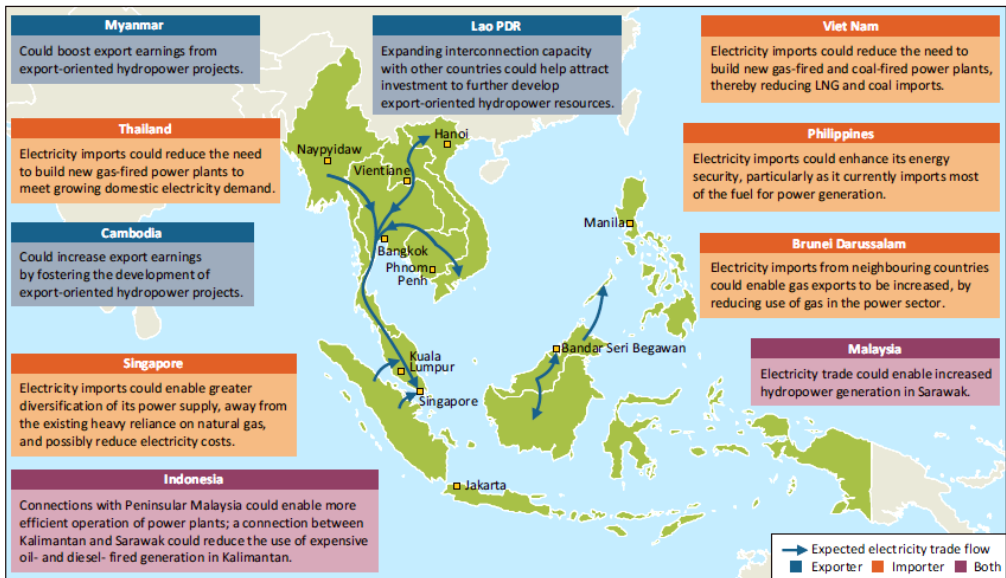 Myanmar
Could boost export earnings from
export-oriented hydropower projects.
Lao PDR
Expanding interconnection capacity
with other countries could help attract
investment to further develop
export-oriented hydropower resources.
Viet Nam
Electricity imports could reduce the need to
build new gas-fired and coal-fired power plants,
thereby reducing LNG and coal imports.
Thailand
Electricity imports could reduce the need
to build new gas-fired power plants to
meet growing domestic electricity demand.
Philippines
Electricity imports could enhance its energy
security, particularly as it currently imports most
of the fuel for power generation.
Cambodia
Could increase export earnings
by fostering the development of
export-oriented hydropower projects.
Brunei Darussalam
Electricity imports from neighbouring countries
could enable gas exports to be increased, by
reducing use of gas in the power sector.
Singapore
Electricity imports could enable greater
diversification of its power supply, away from
the existing heavy reliance on natural gas,
and possibly reduce electricity costs.
Malaysia
Electricity trade could enable increased
hydropower generation in Sarawak.
Indonesia
Connections with Peninsular Malaysia could enable more
efficient operation of power plants; a connection between
Kalimantan and Sarawak could reduce the use of expensive
oil- and diesel- fired generation in Kalimantan.
Hanoi
Naypyidaw
Vientiane
Manila
Bangkok
Phnom
Penh
Bandar Seri Begawan
Kuala
Lumpur
Singapore
Jakarta
Expected electricity trade flow
Exporter Importer Both